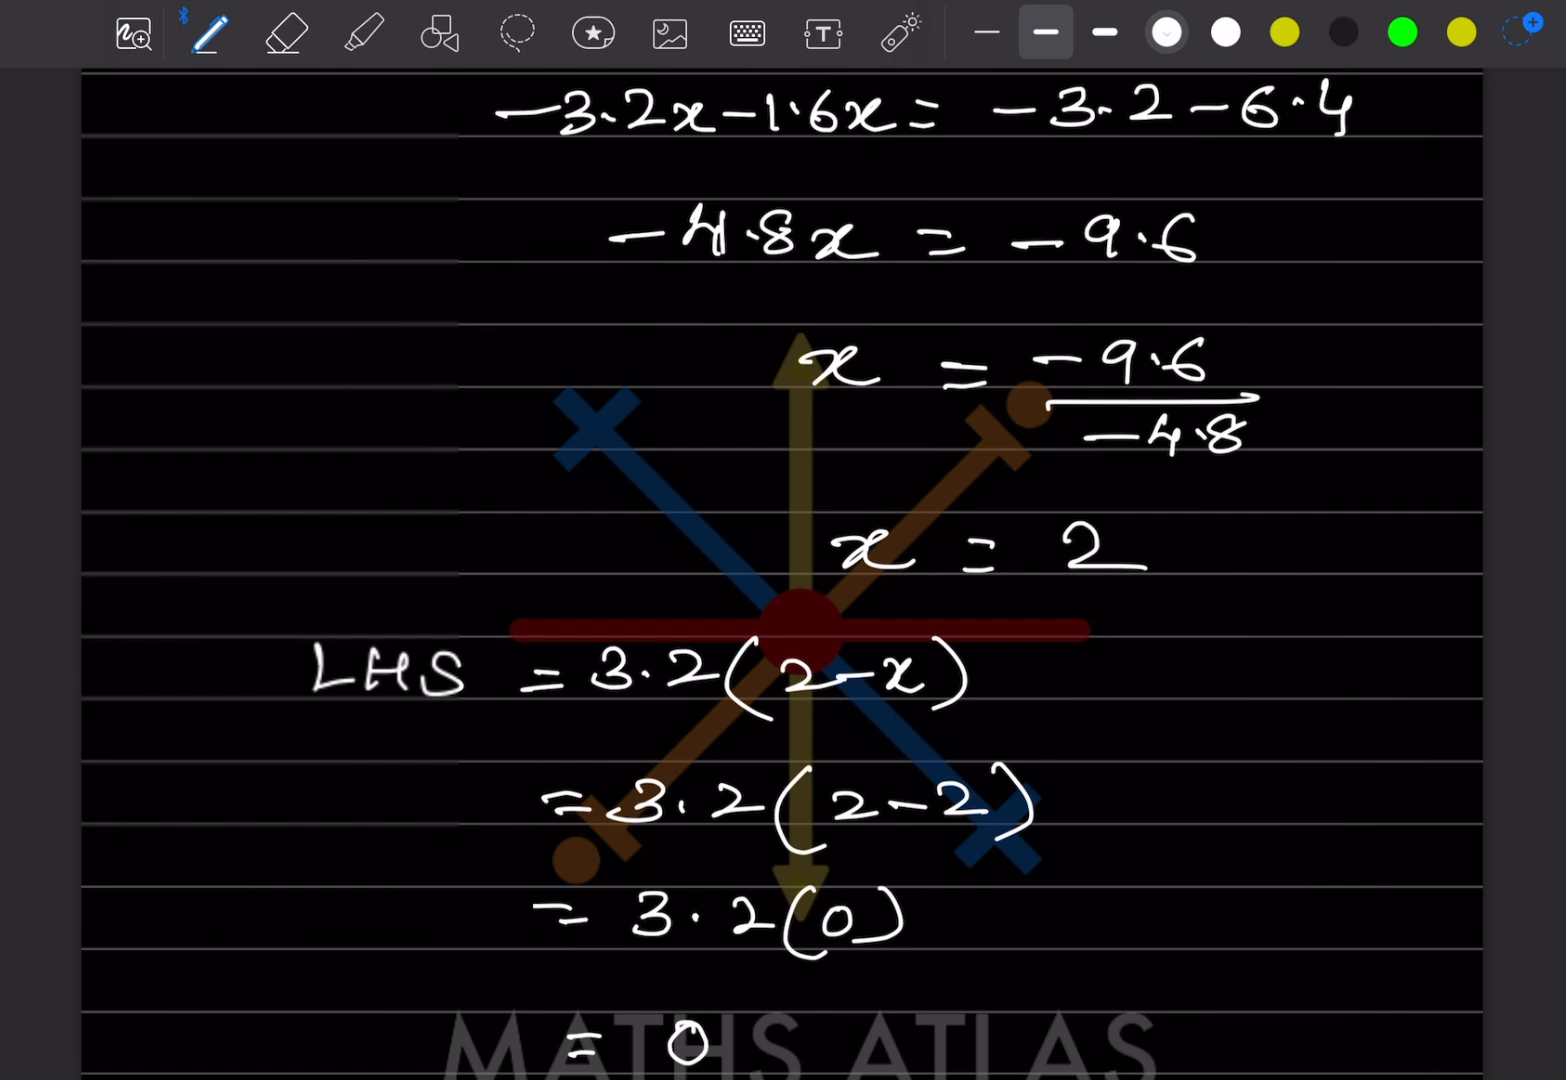 -3.2x-1.6x= -3.2-6.4
-4.8x = -9.6
x = -9.6
-4.8
x = 2
LHS = 3.2(2-x)
= 3.2(2-2)
= 3.2(0)
= 0
MATHS ATLAS